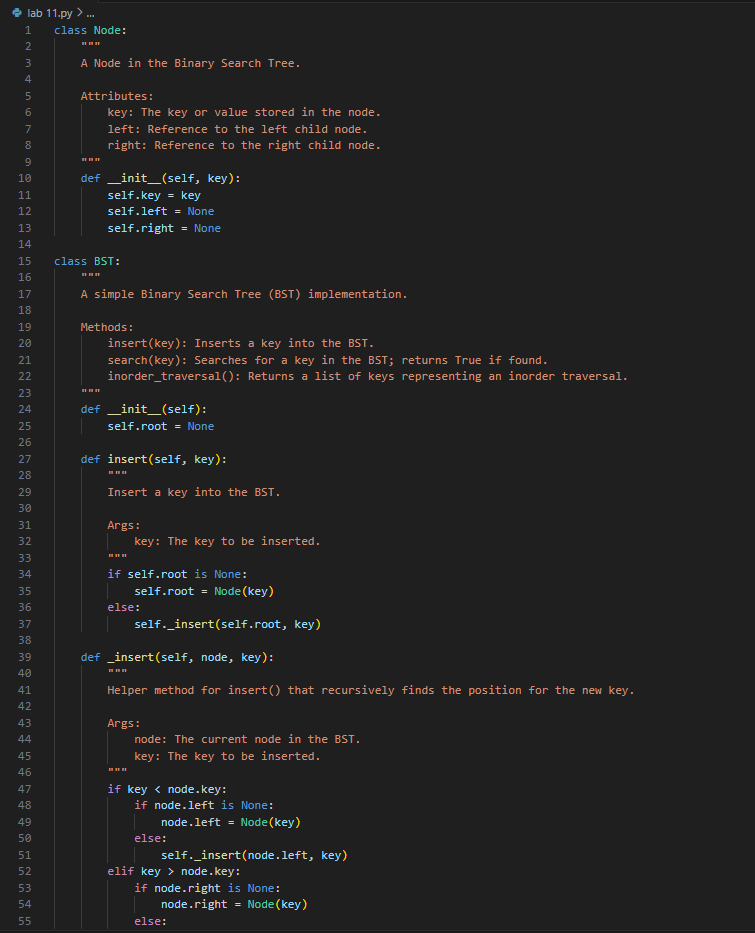 lab 11.py > ...
1 class Node:
2     """
3     A Node in the Binary Search Tree.
4
5     Attributes:
6         key: The key or value stored in the node.
7         left: Reference to the left child node.
8         right: Reference to the right child node.
9     """
10     def __init__(self, key):
11         self.key = key
12         self.left = None
13         self.right = None
14
15 class BST:
16     """
17     A simple Binary Search Tree (BST) implementation.
18
19     Methods:
20         insert(key): Inserts a key into the BST.
21         search(key): Searches for a key in the BST; returns True if found.
22         inorder_traversal(): Returns a list of keys representing an inorder traversal.
23     """
24     def __init__(self):
25         self.root = None
26
27     def insert(self, key):
28         """
29         Insert a key into the BST.
30
31         Args:
32             key: The key to be inserted.
33         """
34         if self.root is None:
35             self.root = Node(key)
36         else:
37             self._insert(self.root, key)
38
39     def _insert(self, node, key):
40         """
41         Helper method for insert() that recursively finds the position for the new key.
42
43         Args:
44             node: The current node in the BST.
45             key: The key to be inserted.
46         """
47         if key < node.key:
48             if node.left is None:
49                 node.left = Node(key)
50             else:
51                 self._insert(node.left, key)
52         elif key > node.key:
53             if node.right is None:
54                 node.right = Node(key)
55             else: